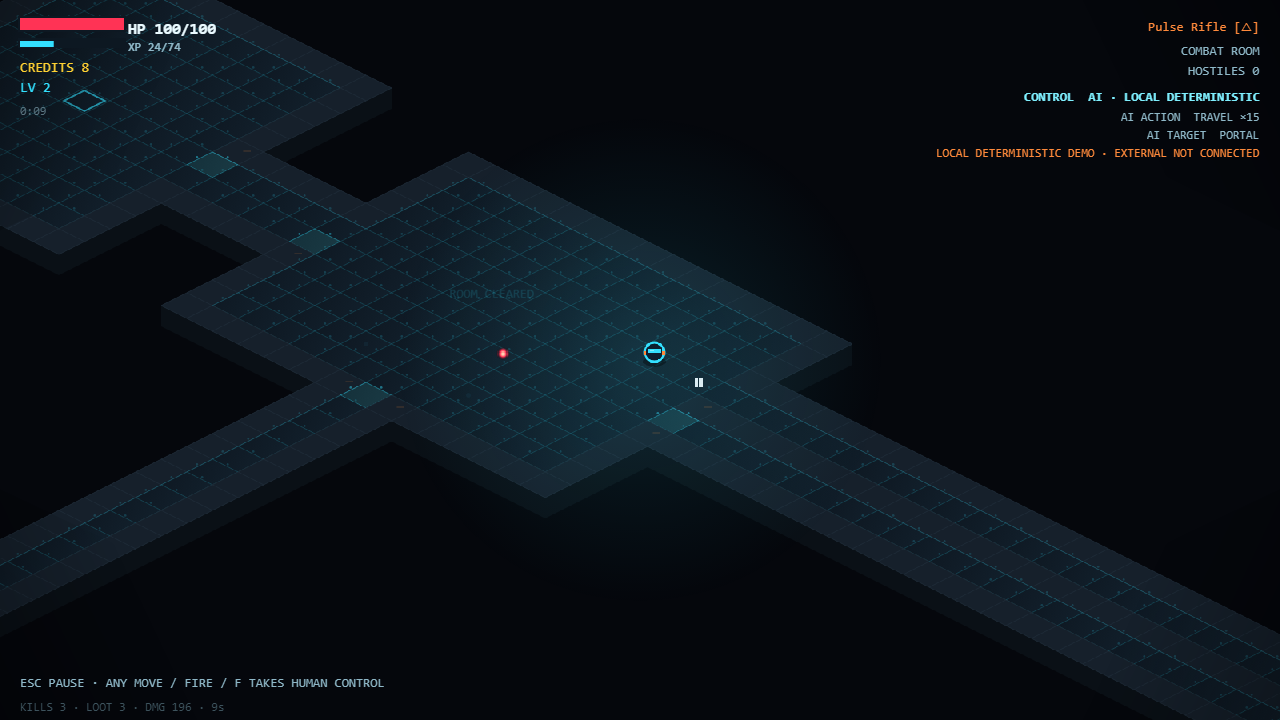 HP 100/100
XP 24/74
CREDITS 8
LV 2
0:09
Pulse Rifle [△]
COMBAT ROOM
HOSTILES 0
CONTROL AI · LOCAL DETERMINISTIC
AI ACTION TRAVEL ×15
AI TARGET PORTAL
LOCAL DETERMINISTIC DEMO · EXTERNAL NOT CONNECTED
ROOM CLEARED
ESC PAUSE · ANY MOVE / FIRE / F TAKES HUMAN CONTROL
KILLS 3 · LOOT 3 · DMG 196 · 9s